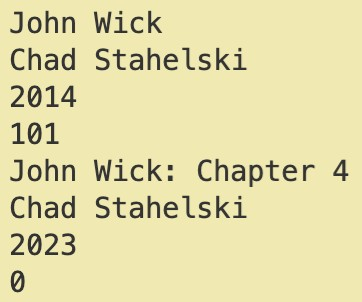 John Wick
Chad Stahelski
2014
101
John Wick: Chapter 4
Chad Stahelski
2023
0